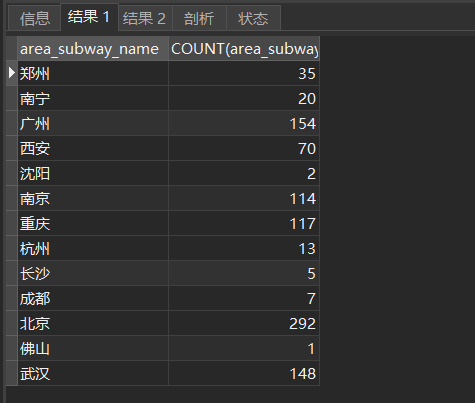 信息 结果 1 结果 2 剖析 状态
area_subway_name COUNT(area_subway
郑州 35
南宁 20
广州 154
西安 70
沈阳 2
南京 114
重庆 117
杭州 13
长沙 5
成都 7
北京 292
佛山 1
武汉 148